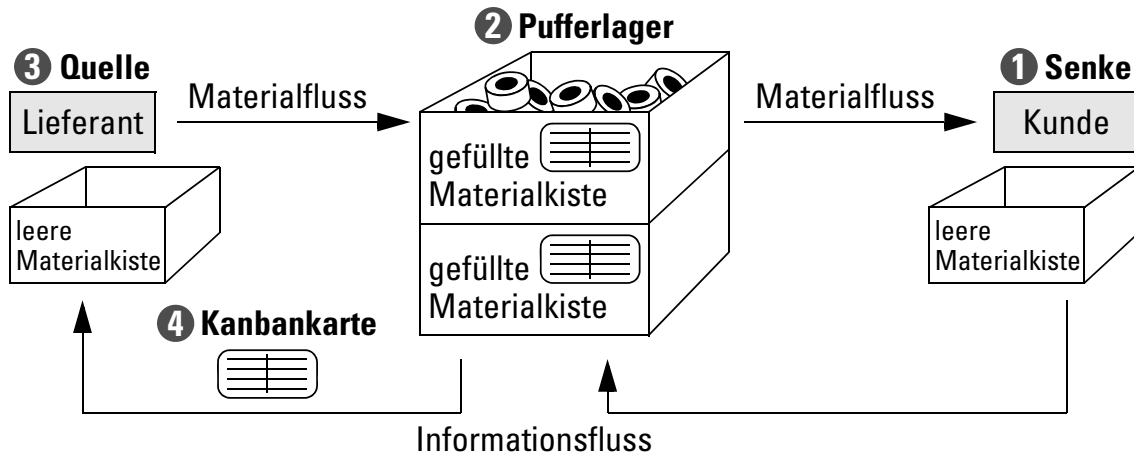 ❷ Pufferlager
❸ Quelle
❶ Senke
Materialfluss
Materialfluss
Lieferant
Kunde
gefüllte
Materialkiste
leere
Materialkiste
gefüllte
Materialkiste
leere
Materialkiste
❹ Kanbankarte
Informationsfluss